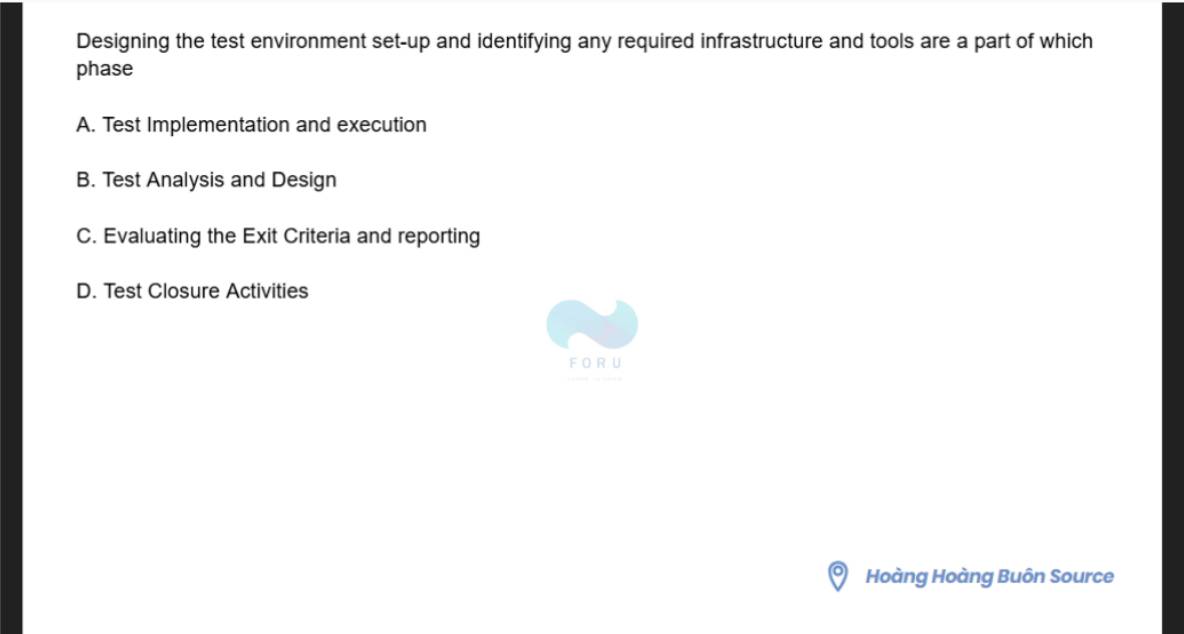 Designing the test environment set-up and identifying any required infrastructure and tools are a part of which
phase
A. Test Implementation and execution
B. Test Analysis and Design
C. Evaluating the Exit Criteria and reporting
D. Test Closure Activities
FORU
Hoàng Hoàng Buôn Source